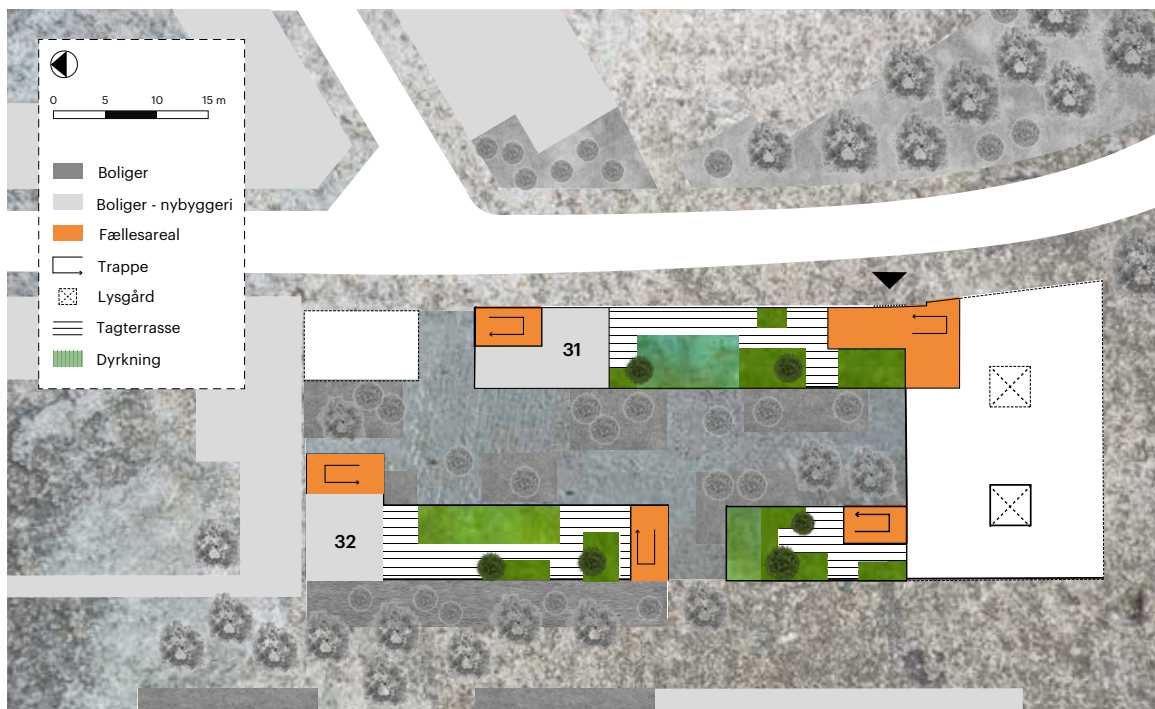 0 5 10 15 m
Boliger
Boliger - nybyggeri
Fællesareal
Trappe
Lysgård
Tagterrasse
Dyrkning
31
32